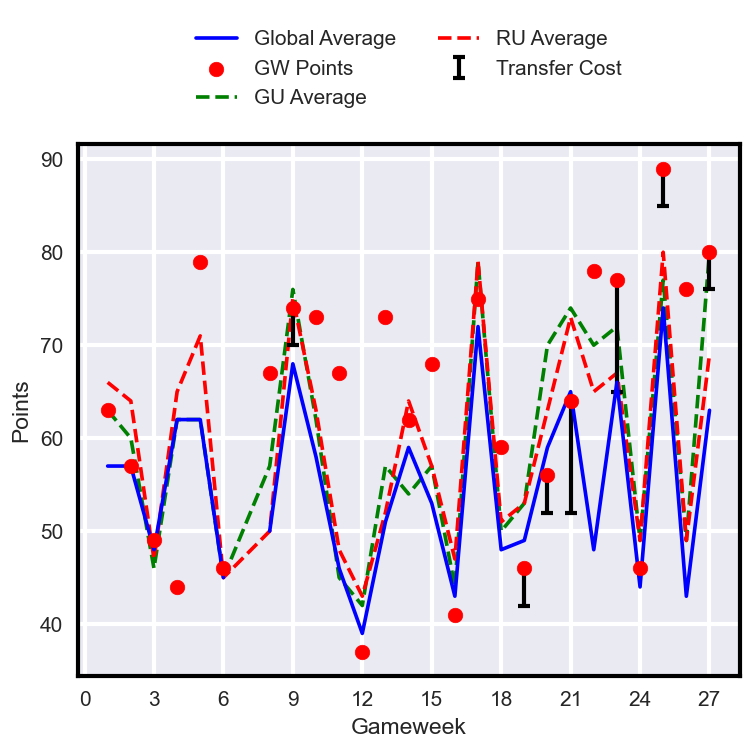 Global Average
GW Points
GU Average
RU Average
Transfer Cost
90
80
70
60
50
40
Points
0 3 6 9 12 15 18 21 24 27
Gameweek